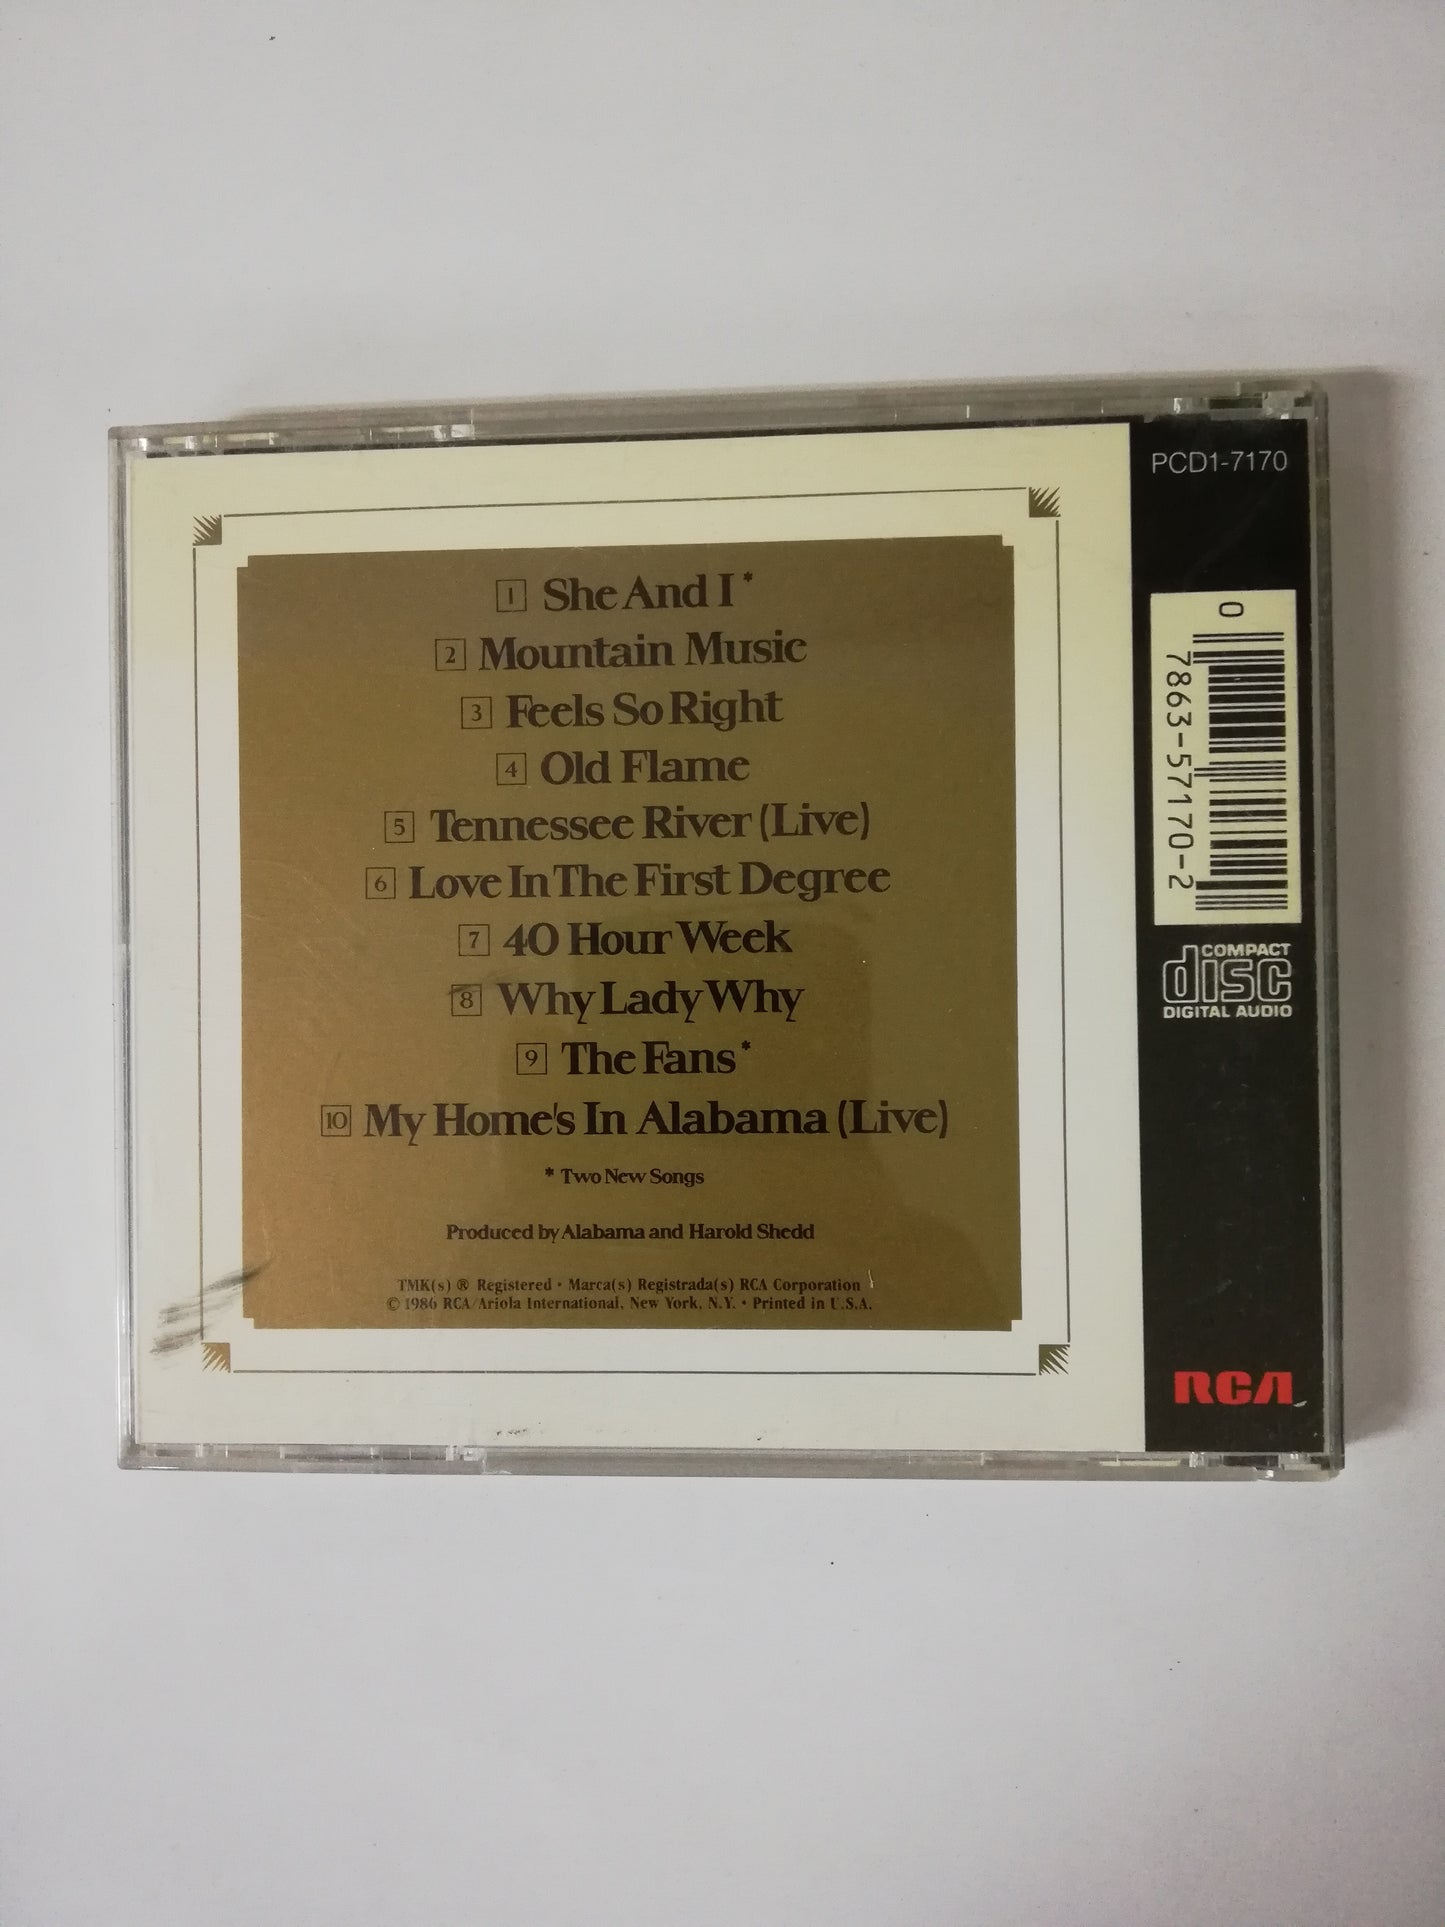 1 She And I*
2 Mountain Music
3 Feels So Right
4 Old Flame
5 Tennessee River (Live)
6 Love In The First Degree
7 40 Hour Week
8 Why Lady Why
9 The Fans*
10 My Home's In Alabama (Live)
* Two New Songs
Produced by Alabama and Harold Shedd
TMK(s) ® Registered • Marca(s) Registrada(s) RCA Corporation
© 1986 RCA/Ariola International, New York, N.Y. • Printed in U.S.A.
PCD1-7170
0 7863-57170-2
COMPACT
disc
DIGITAL AUDIO
RCA